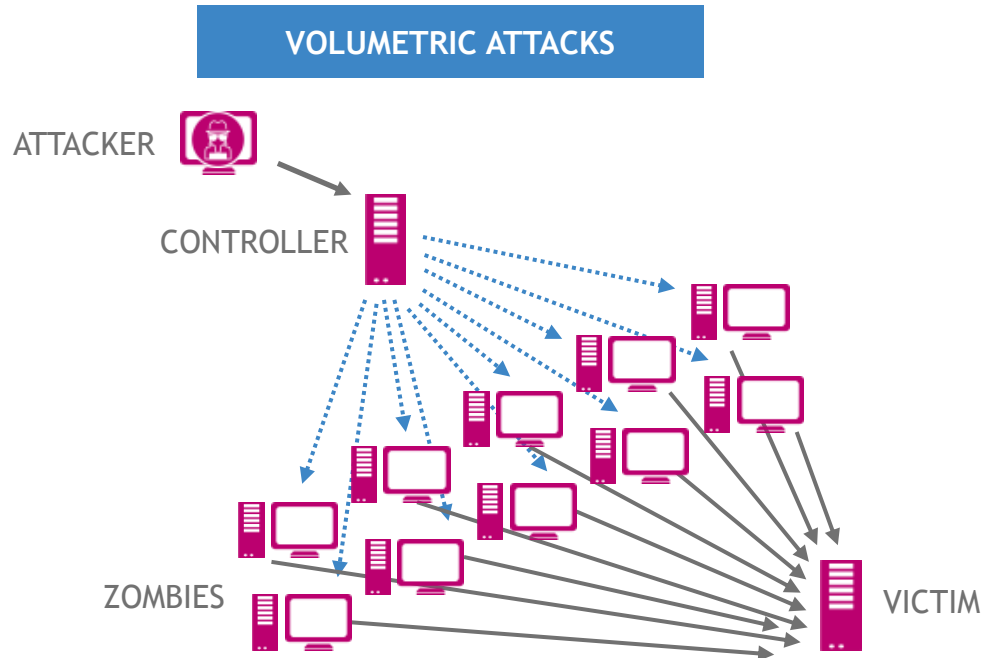 VOLUMETRIC ATTACKS
ATTACKER
CONTROLLER
ZOMBIES
VICTIM